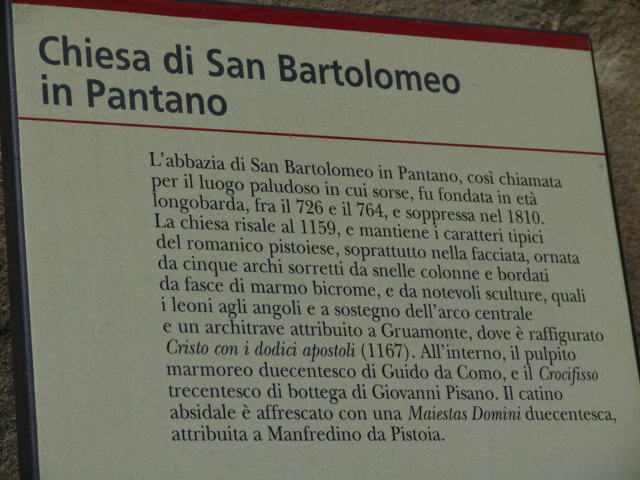 Chiesa di San Bartolomeo
in Pantano
L'abbazia di San Bartolomeo in Pantano, così chiamata
per il luogo paludoso in cui sorse, fu fondata in età
longobarda, fra il 726 e il 764, e soppressa nel 1810.
La chiesa risale al 1159, e mantiene i caratteri tipici
del romanico pistoiese, soprattutto nella facciata, ornata
da cinque archi sorretti da snelle colonne e bordati
da fasce di marmo bicrome, e da notevoli sculture, quali
i leoni agli angoli e a sostegno dell'arco centrale
e un architrave attribuito a Gruamonte, dove è raffigurato
Cristo con i dodici apostoli (1167). All'interno, il pulpito
marmoreo duecentesco di Guido da Como, e il Crocifisso
trecentesco di bottega di Giovanni Pisano. Il catino
absidale è affrescato con una Maiestas Domini duecentesca,
attribuita a Manfredino da Pistoia.